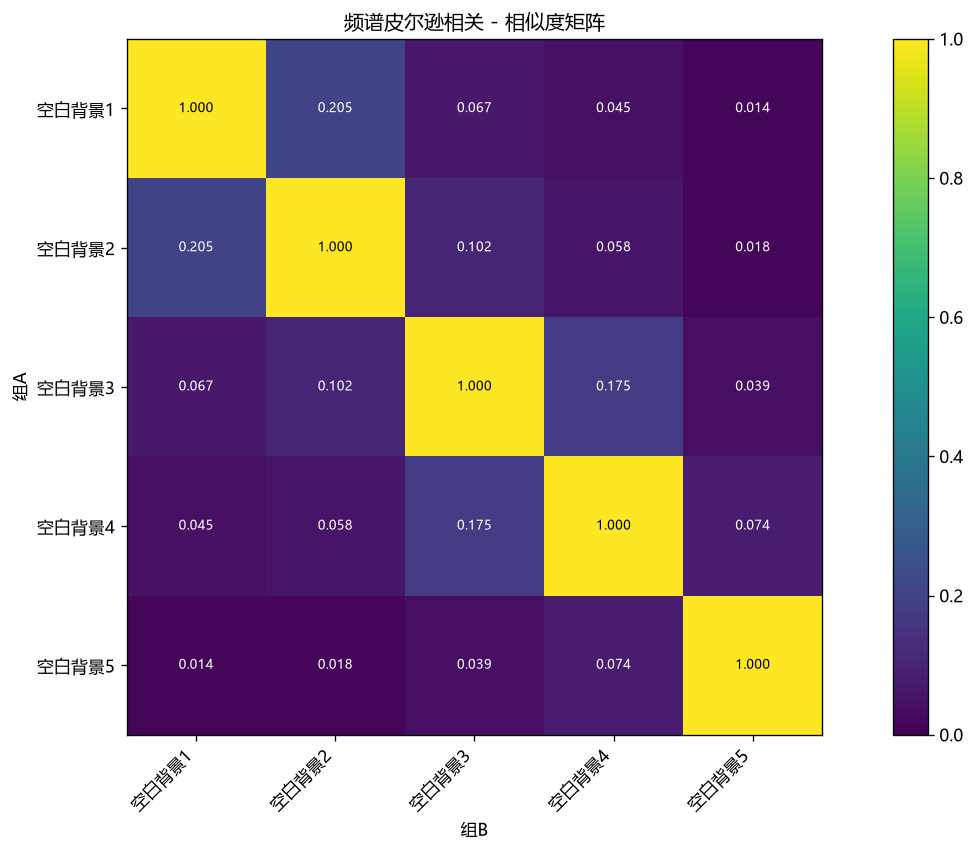 频谱皮尔逊相关 - 相似度矩阵
组A
空白背景1 1.000 0.205 0.067 0.045 0.014
空白背景2 0.205 1.000 0.102 0.058 0.018
空白背景3 0.067 0.102 1.000 0.175 0.039
空白背景4 0.045 0.058 0.175 1.000 0.074
空白背景5 0.014 0.018 0.039 0.074 1.000
空白背景1 空白背景2 空白背景3 空白背景4 空白背景5
组B
1.0
0.8
0.6
0.4
0.2
0.0